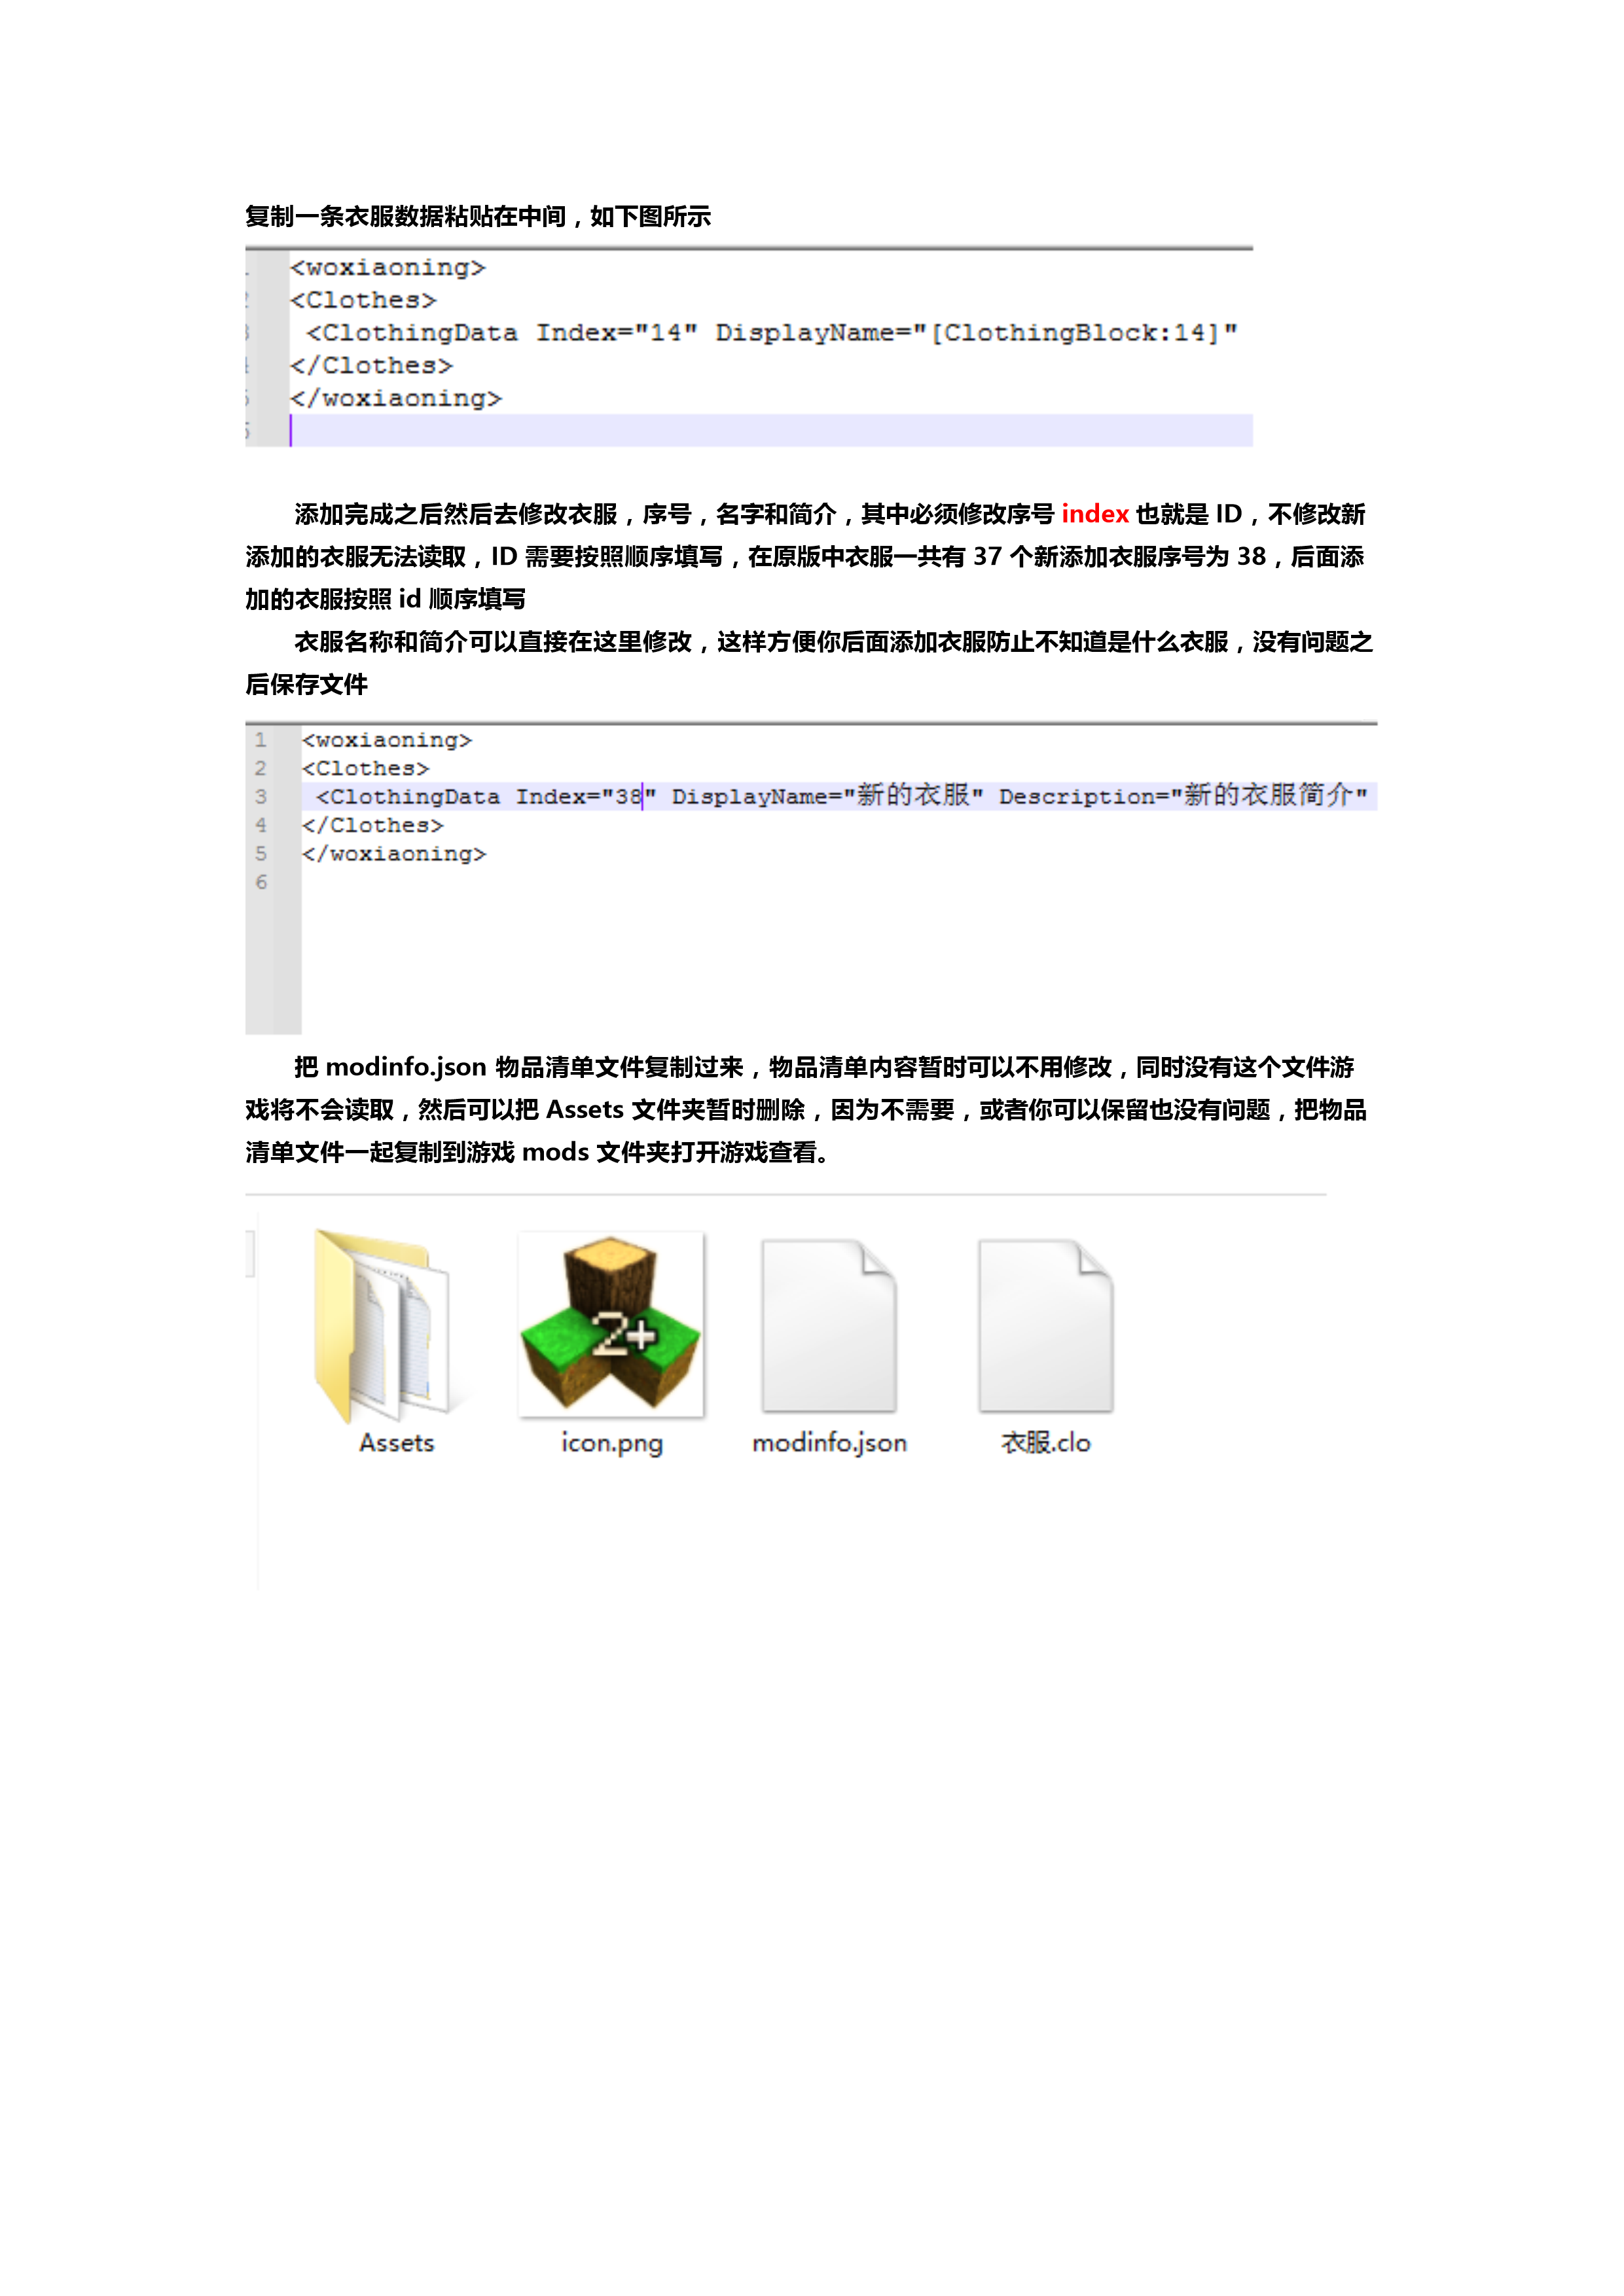 复制一条衣服数据粘贴在中间，如下图所示
<woxiaoning>
2 <Clothes>
3 <ClothingData Index="14" DisplayName="[ClothingBlock:14]"
</Clothes>
5 </woxiaoning>
添加完成之后然后去修改衣服，序号，名字和简介，其中必须修改序号 index 也就是 ID，不修改新
添加的衣服无法读取，ID 需要按照顺序填写，在原版中衣服一共有 37 个新添加衣服序号为 38，后面添
加的衣服按照 id 顺序填写
衣服名称和简介可以直接在这里修改，这样方便你后面添加衣服防止不知道是什么衣服，没有问题之
后保存文件
1 <woxiaoning>
2 <Clothes>
3 <ClothingData Index="38" DisplayName="新的衣服" Description="新的衣服简介"
4 </Clothes>
5 </woxiaoning>
6
把 modinfo.json 物品清单文件复制过来，物品清单内容暂时可以不用修改，同时没有这个文件游
戏将不会读取，然后可以把 Assets 文件夹暂时删除，因为不需要，或者你可以保留也没有问题，把物品
清单文件一起复制到游戏 mods 文件夹打开游戏查看。
2+
Assets icon.png modinfo.json 衣服.clo